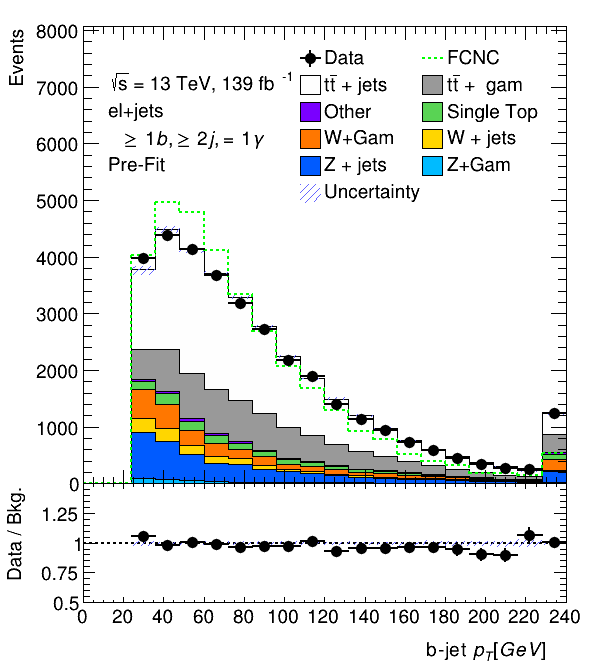 Events
8000
7000
6000
5000
4000
3000
2000
1000
0
√s = 13 TeV, 139 fb⁻¹
el+jets
≥ 1b, ≥ 2j, = 1γ
Pre-Fit
Data
FCNC
tt̄ + jets
tt̄ + gam
Other
Single Top
W+Gam
W + jets
Z + jets
Z+Gam
Uncertainty
Data / Bkg.
1.25
1
0.75
0.5
0 20 40 60 80 100 120 140 160 180 200 220 240
b-jet p_T[GeV]